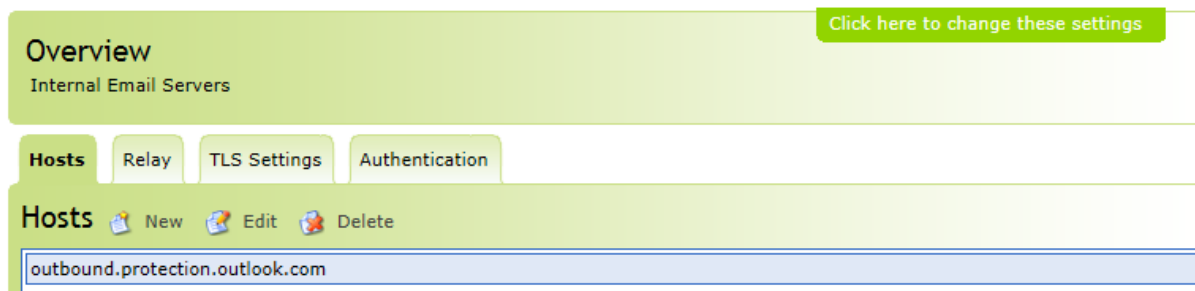 Click here to change these settings
Overview
Internal Email Servers
Hosts Relay TLS Settings Authentication
Hosts New Edit Delete
outbound.protection.outlook.com